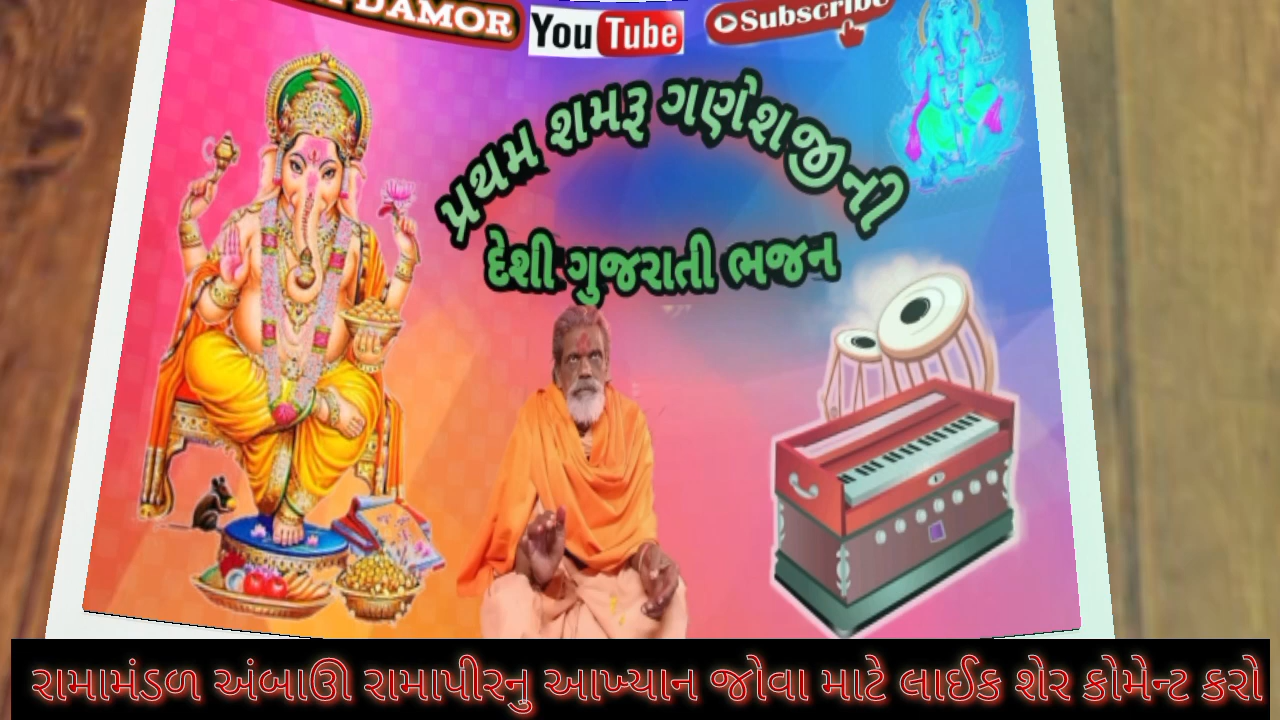 DAMOR
YouTube
Subscribe
પ્રથમ શમરૂ ગણેશજીની
દેશી ગુજરાતી ભજન
રામામંડળ અંબાઊ રામાપીરનુ આખ્યાન જોવા માટે લાઈક શેર કોમેન્ટ કરો